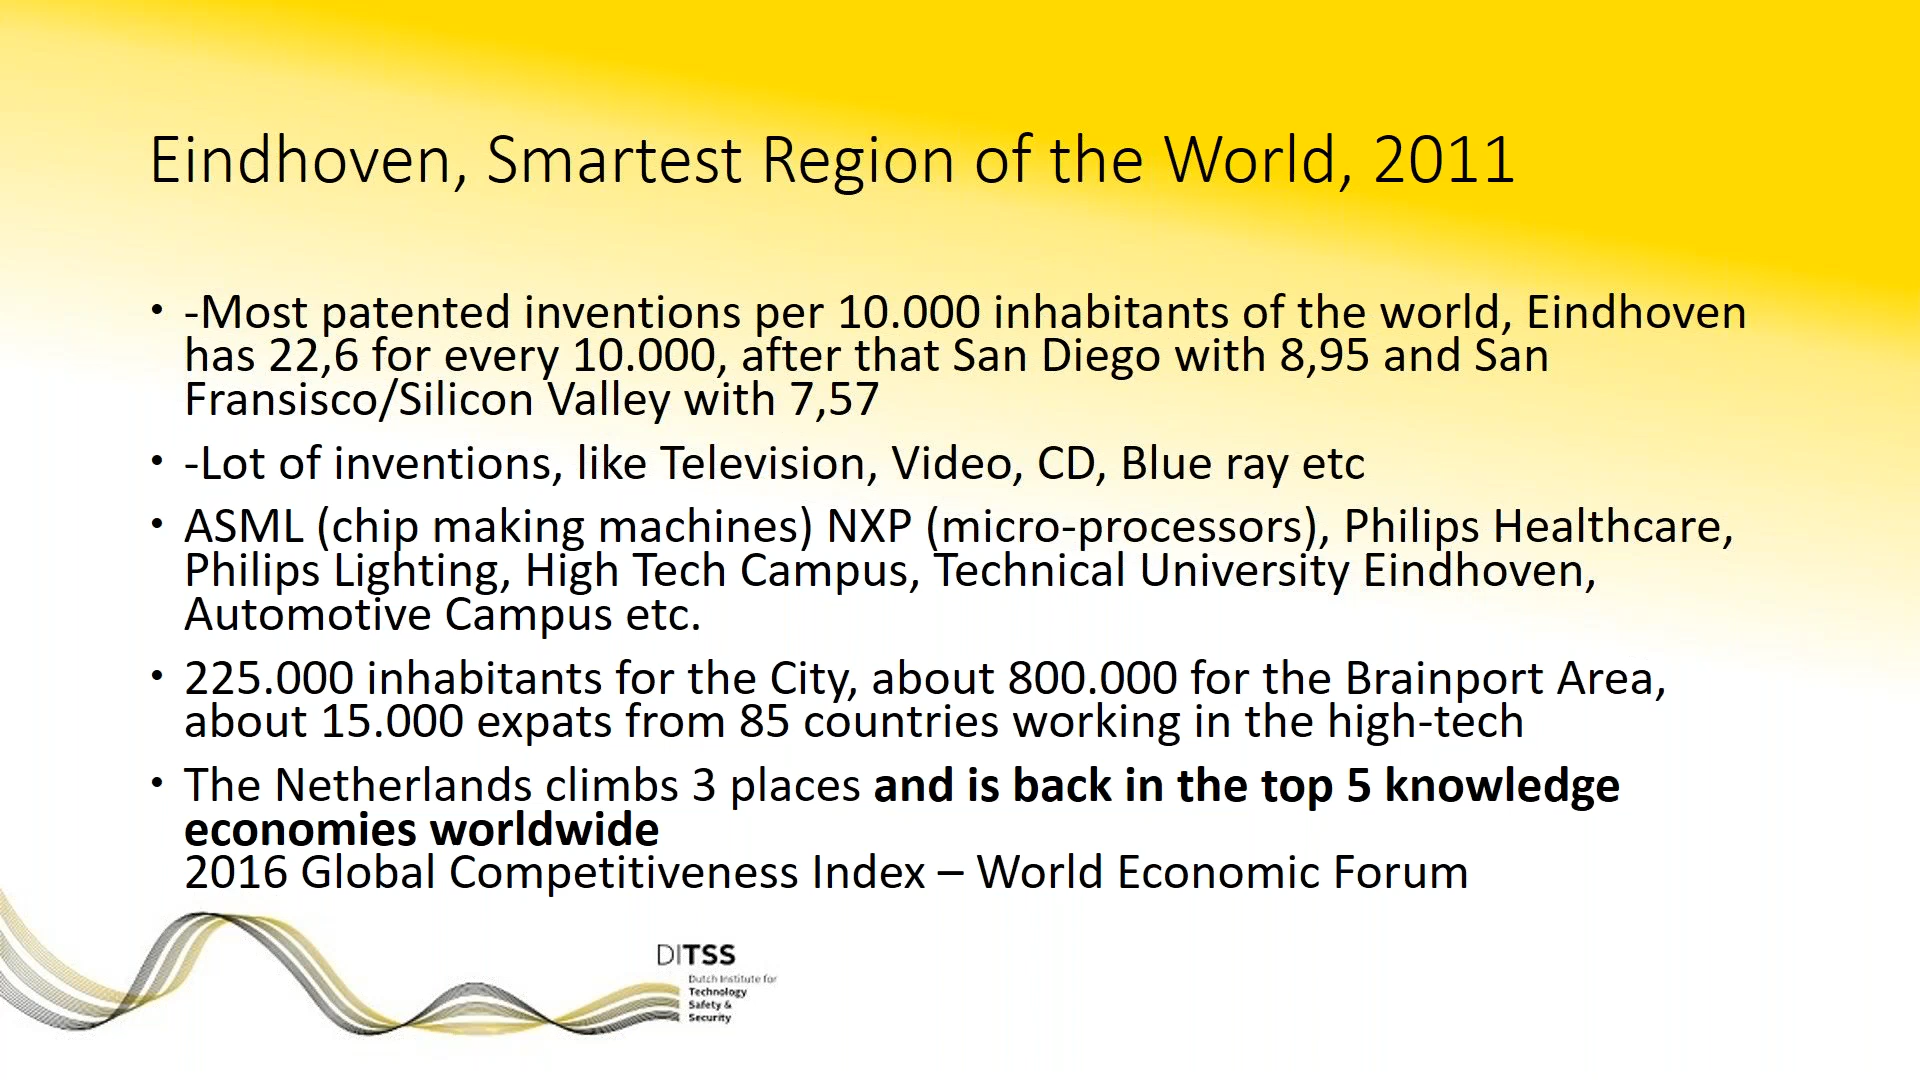 Eindhoven, Smartest Region of the World, 2011
• -Most patented inventions per 10.000 inhabitants of the world, Eindhoven
has 22,6 for every 10.000, after that San Diego with 8,95 and San
Fransisco/Silicon Valley with 7,57
• -Lot of inventions, like Television, Video, CD, Blue ray etc
• ASML (chip making machines) NXP (micro-processors), Philips Healthcare,
Philips Lighting, High Tech Campus, Technical University Eindhoven,
Automotive Campus etc.
• 225.000 inhabitants for the City, about 800.000 for the Brainport Area,
about 15.000 expats from 85 countries working in the high-tech
• The Netherlands climbs 3 places and is back in the top 5 knowledge
economies worldwide
2016 Global Competitiveness Index – World Economic Forum
DITSS
Dutch Institute for
Technology
Safety &
Security